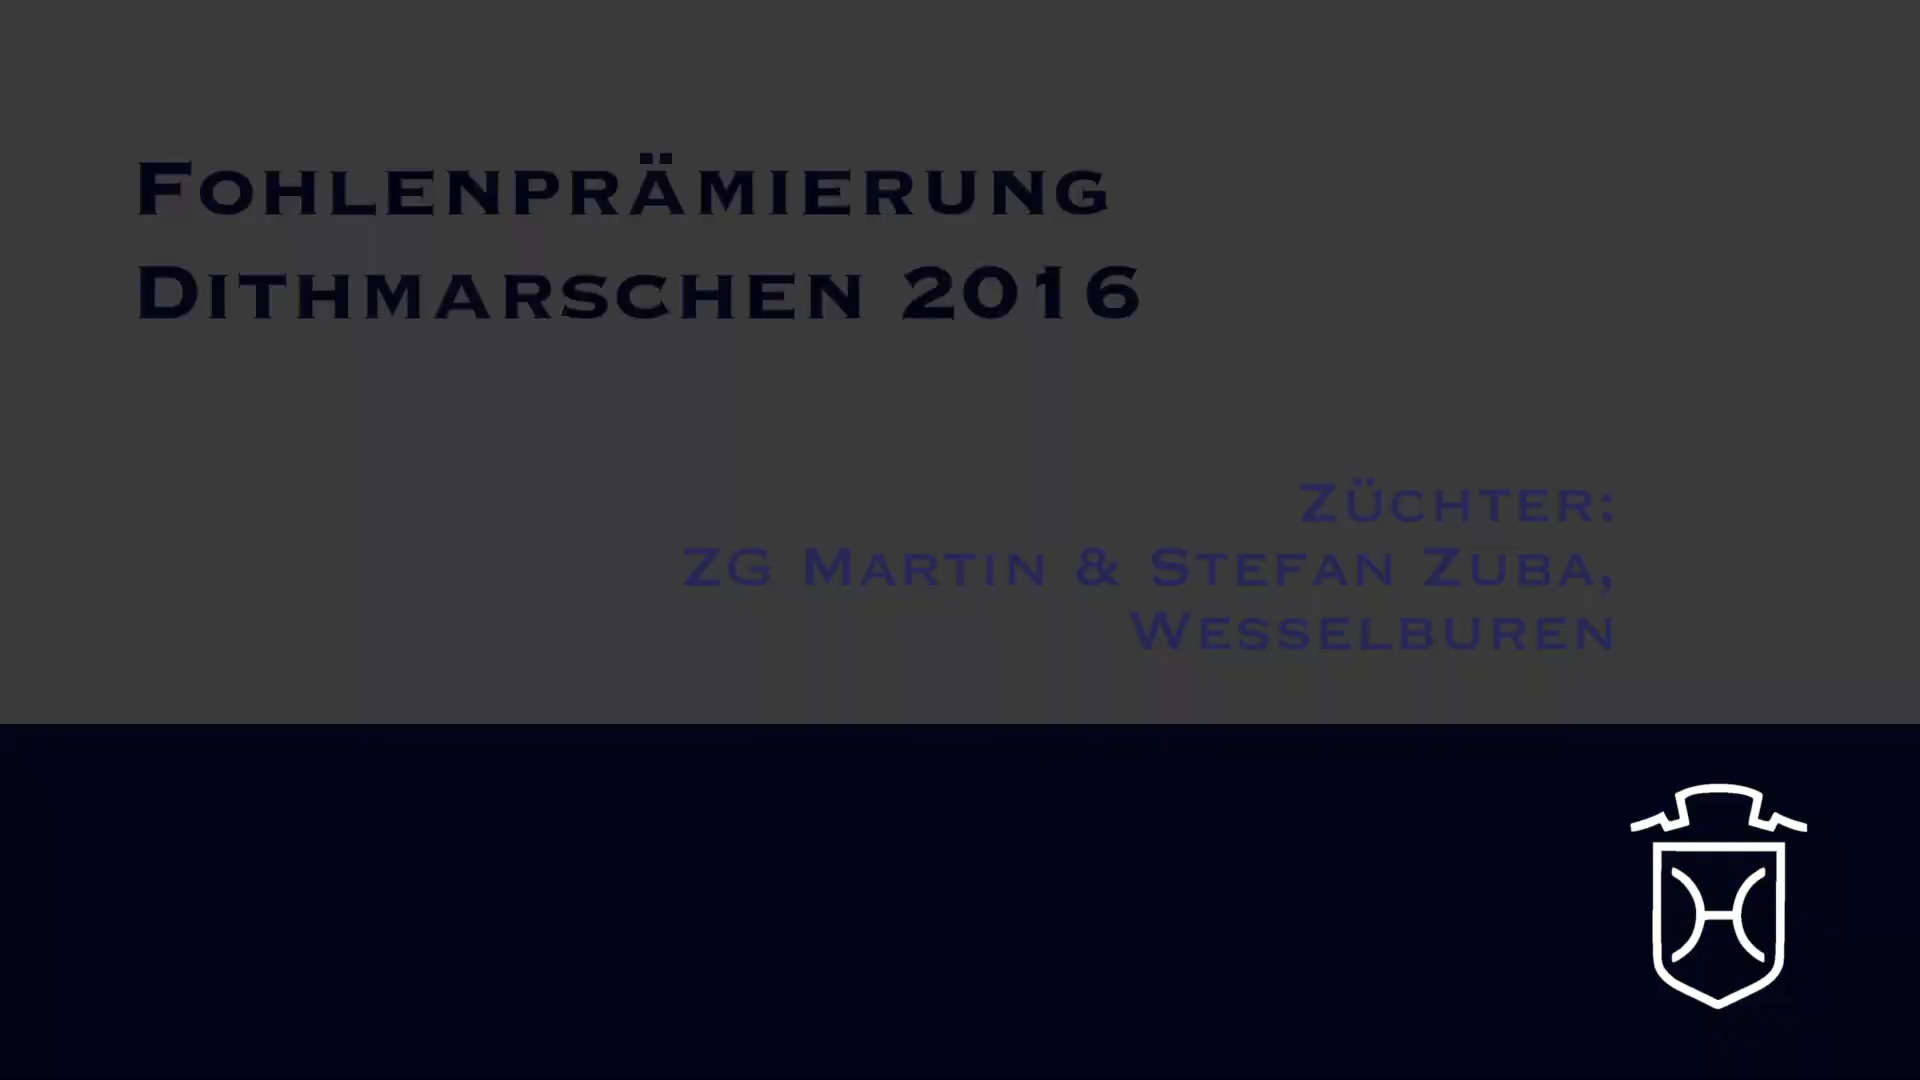 Fohlenprämierung
Dithmarschen 2016
Züchter:
ZG Martin & Stefan Zuba,
Wesselburen